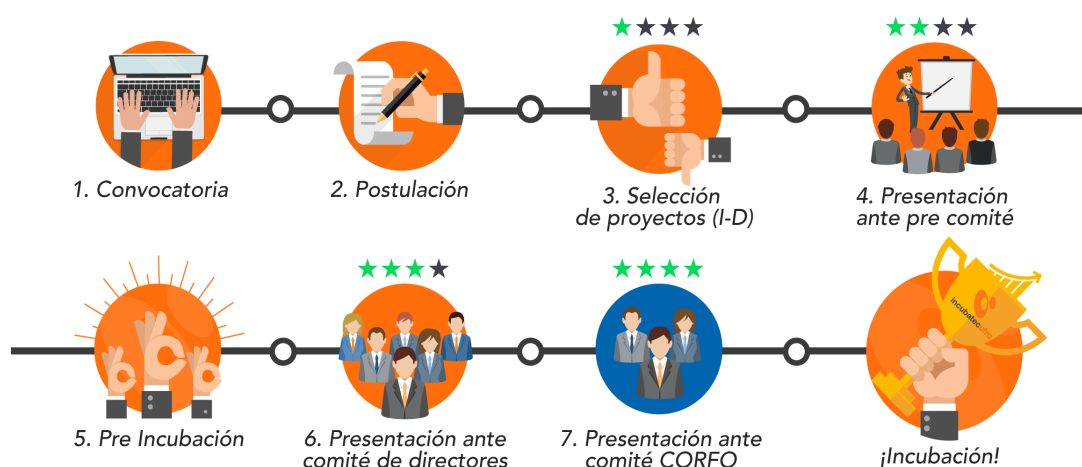 1. Convocatoria
2. Postulación
3. Selección
de proyectos (I-D)
4. Presentación
ante pre comité
5. Pre Incubación
6. Presentación ante
comité de directores
7. Presentación ante
comité CORFO
incubatec
¡Incubación!